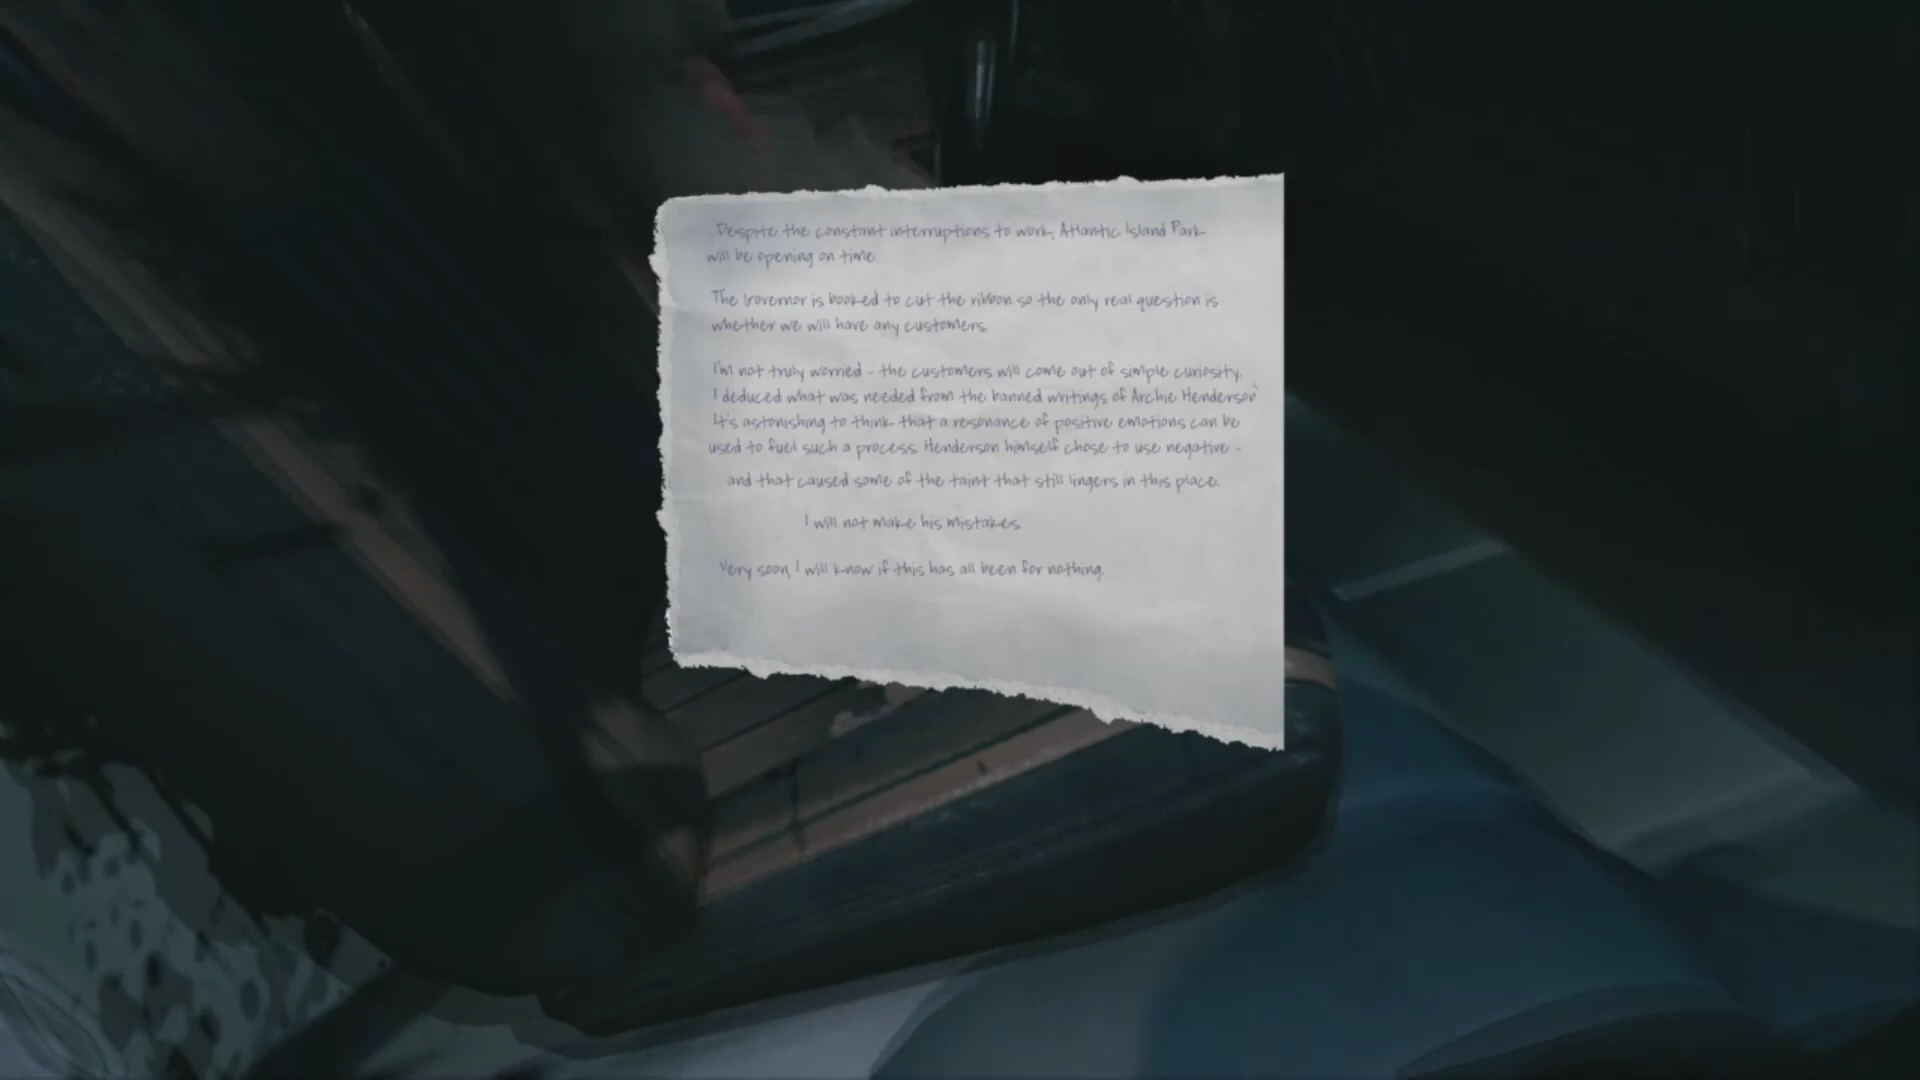 Despite the constant interruptions to work, Atlantic Island Park
will be opening on time.
The Governor is booked to cut the ribbon so the only real question is
whether we will have any customers.
I'm not truly worried - the customers will come out of simple curiosity.
I deduced what was needed from the banned writings of Archie Henderson.
It's astonishing to think that a resonance of positive emotions can be
used to fuel such a process. Henderson himself chose to use negative -
and that caused some of the taint that still lingers in this place.
I will not make his mistakes.
Very soon, I will know if this has all been for nothing.